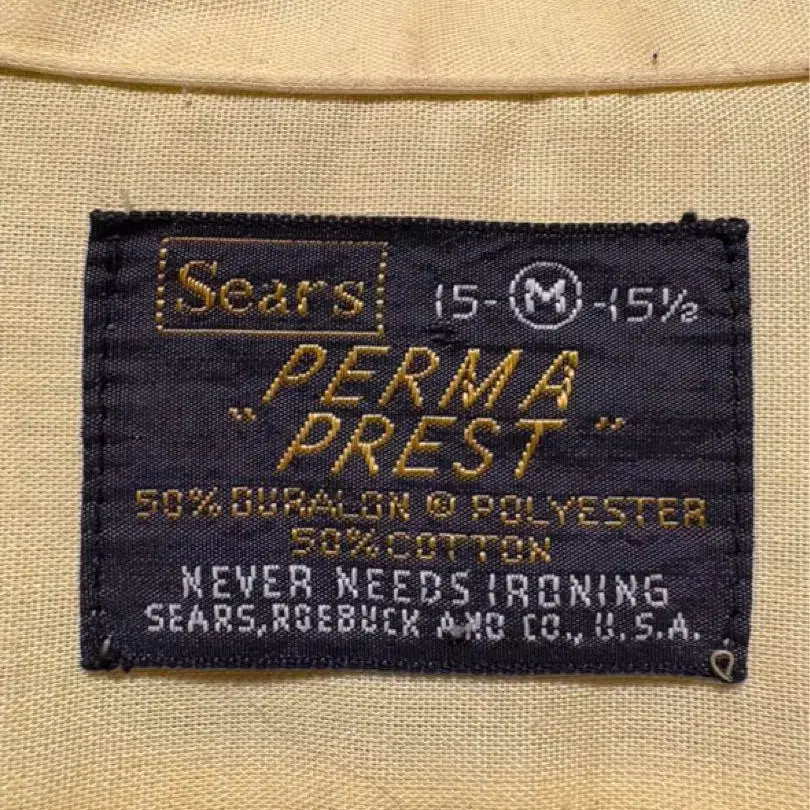 Sears 15-M-15½
"PERMA
PREST"
50% DURALON ® POLYESTER
50% COTTON
NEVER NEEDS IRONING
SEARS, ROEBUCK AND CO., U.S.A.